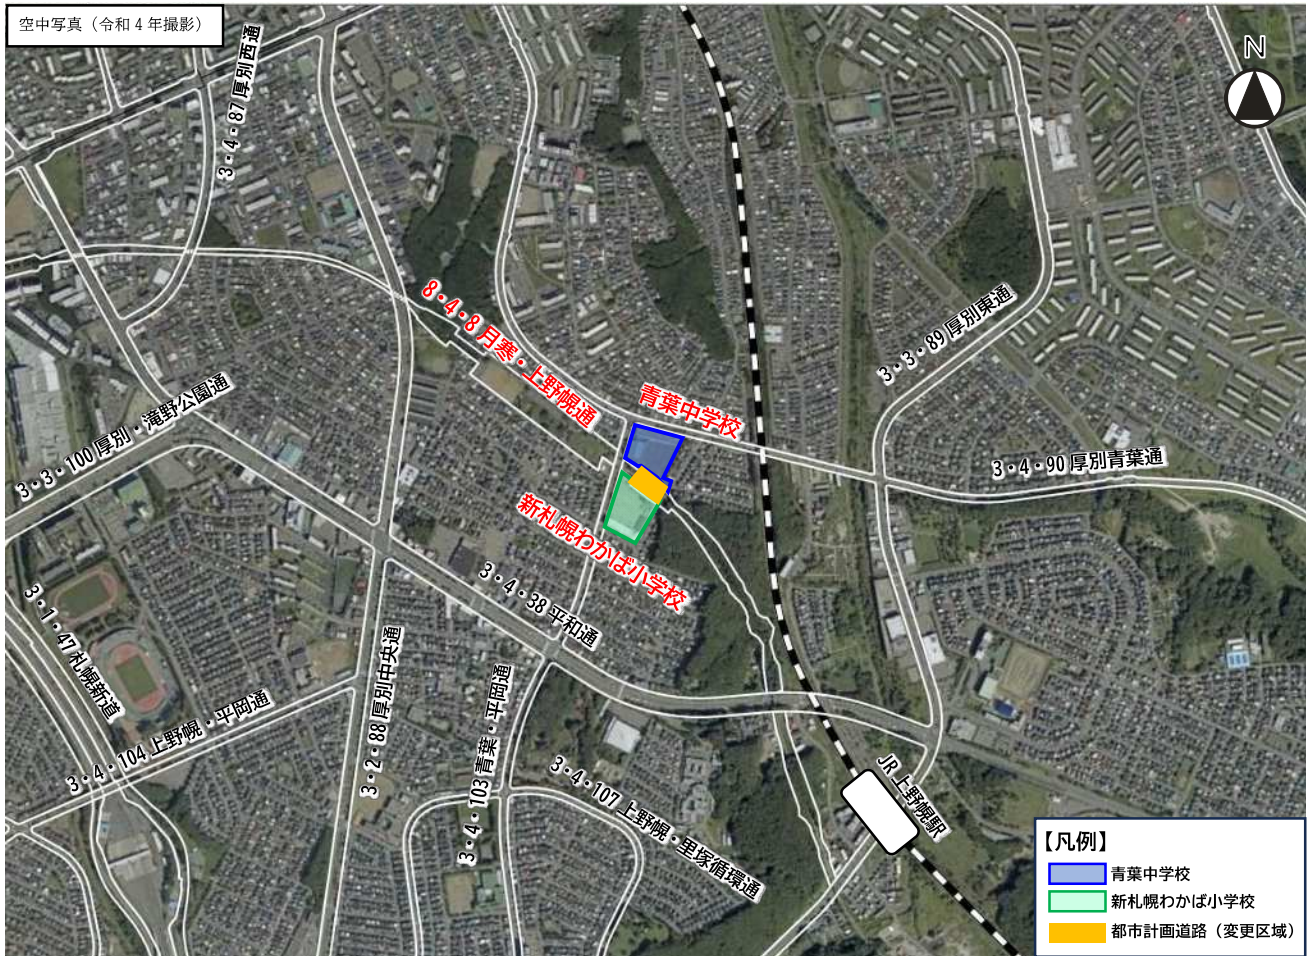 空中写真（令和4年撮影）
N
3・4・87 厚別西通
8・4・8 月寒・上野幌通
青葉中学校
3・3・89 厚別東通
3・3・100 厚別・滝野公園通
3・4・90 厚別青葉通
新札幌わかば小学校
3・4・38 平和通
3・1・47 札幌新道
3・2・88 厚別中央通
3・4・104 上野幌・平岡通
3・4・103 青葉・平岡通
3・4・107 上野幌・里塚循環通
JR 上野幌駅
【凡例】
青葉中学校
新札幌わかば小学校
都市計画道路（変更区域）